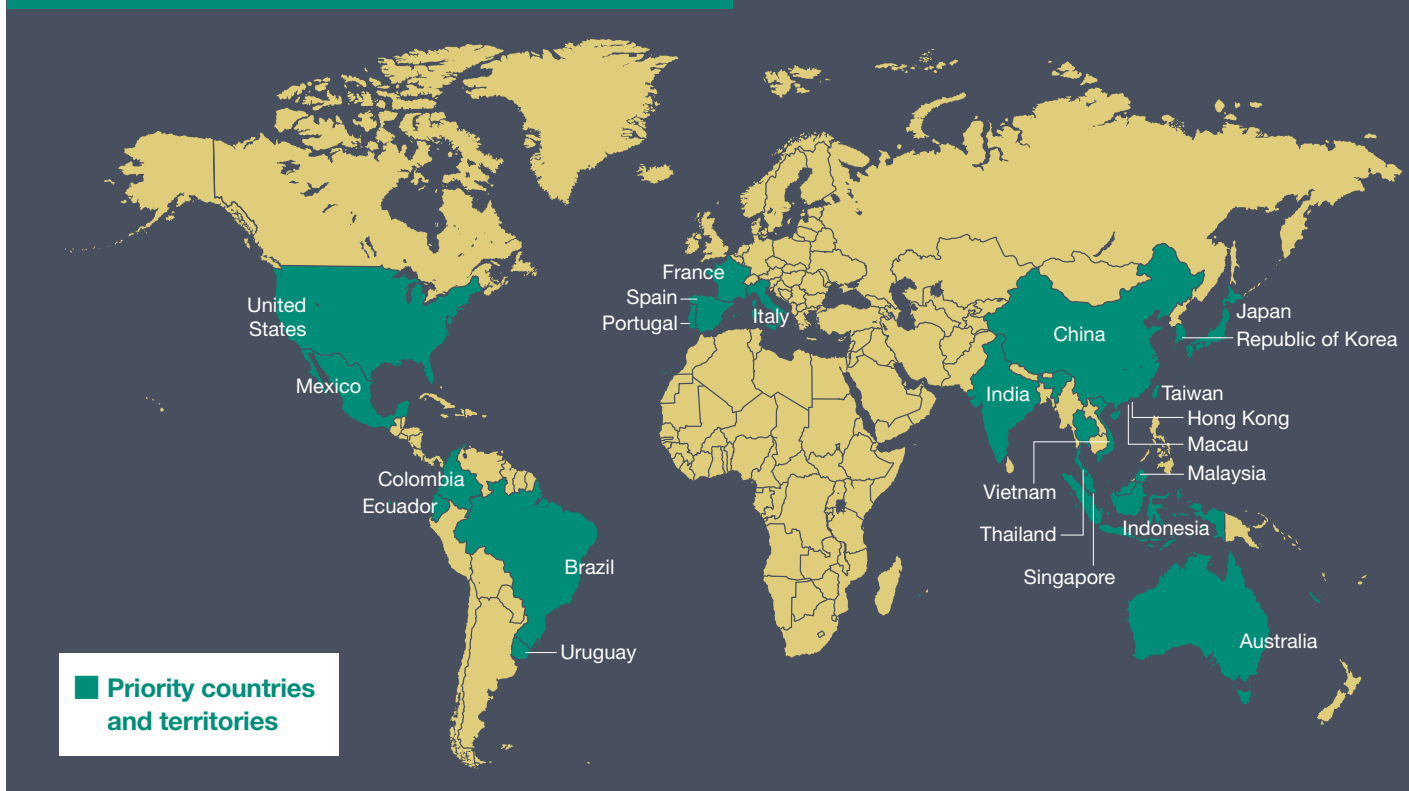 France
Spain
Portugal
Italy
United
States
Mexico
Colombia
Ecuador
Brazil
Uruguay
China
India
Japan
Republic of Korea
Taiwan
Hong Kong
Macau
Malaysia
Vietnam
Thailand
Indonesia
Singapore
Australia
Priority countries
and territories